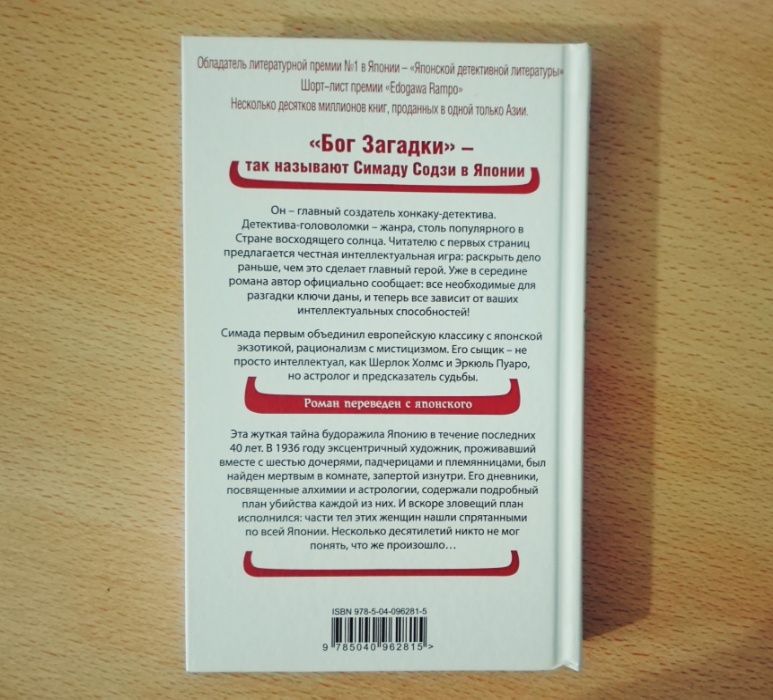 Обладатель литературной премии №1 в Японии – «Японской детективной литературы»
Шорт-лист премии «Edogawa Rampo»
Несколько десятков миллионов книг, проданных в одной только Азии.
«Бог Загадки» –
так называют Симаду Содзи в Японии
Он – главный создатель хонкаку-детектива.
Детектива-головоломки – жанра, столь популярного в
Стране восходящего солнца. Читателю с первых страниц
предлагается честная интеллектуальная игра: раскрыть дело
раньше, чем это сделает главный герой. Уже в середине
романа автор официально сообщает: все необходимые для
разгадки ключи даны, и теперь все зависит от ваших
интеллектуальных способностей!
Симада первым объединил европейскую классику с японской
экзотикой, рационализм с мистицизмом. Его сыщик – не
просто интеллектуал, как Шерлок Холмс и Эркюль Пуаро,
но астролог и предсказатель судьбы.
Роман переведен с японского
Эта жуткая тайна будоражила Японию в течение последних
40 лет. В 1936 году эксцентричный художник, проживавший
вместе с шестью дочерями, падчерицами и племянницами, был
найден мертвым в комнате, запертой изнутри. Его дневники,
посвященные алхимии и астрологии, содержали подробный
план убийства каждой из них. И вскоре зловещий план
исполнился: части тел этих женщин нашли спрятанными
по всей Японии. Несколько десятилетий никто не мог
понять, что же произошло...
ISBN 978-5-04-096281-5
9 785040 962815 >